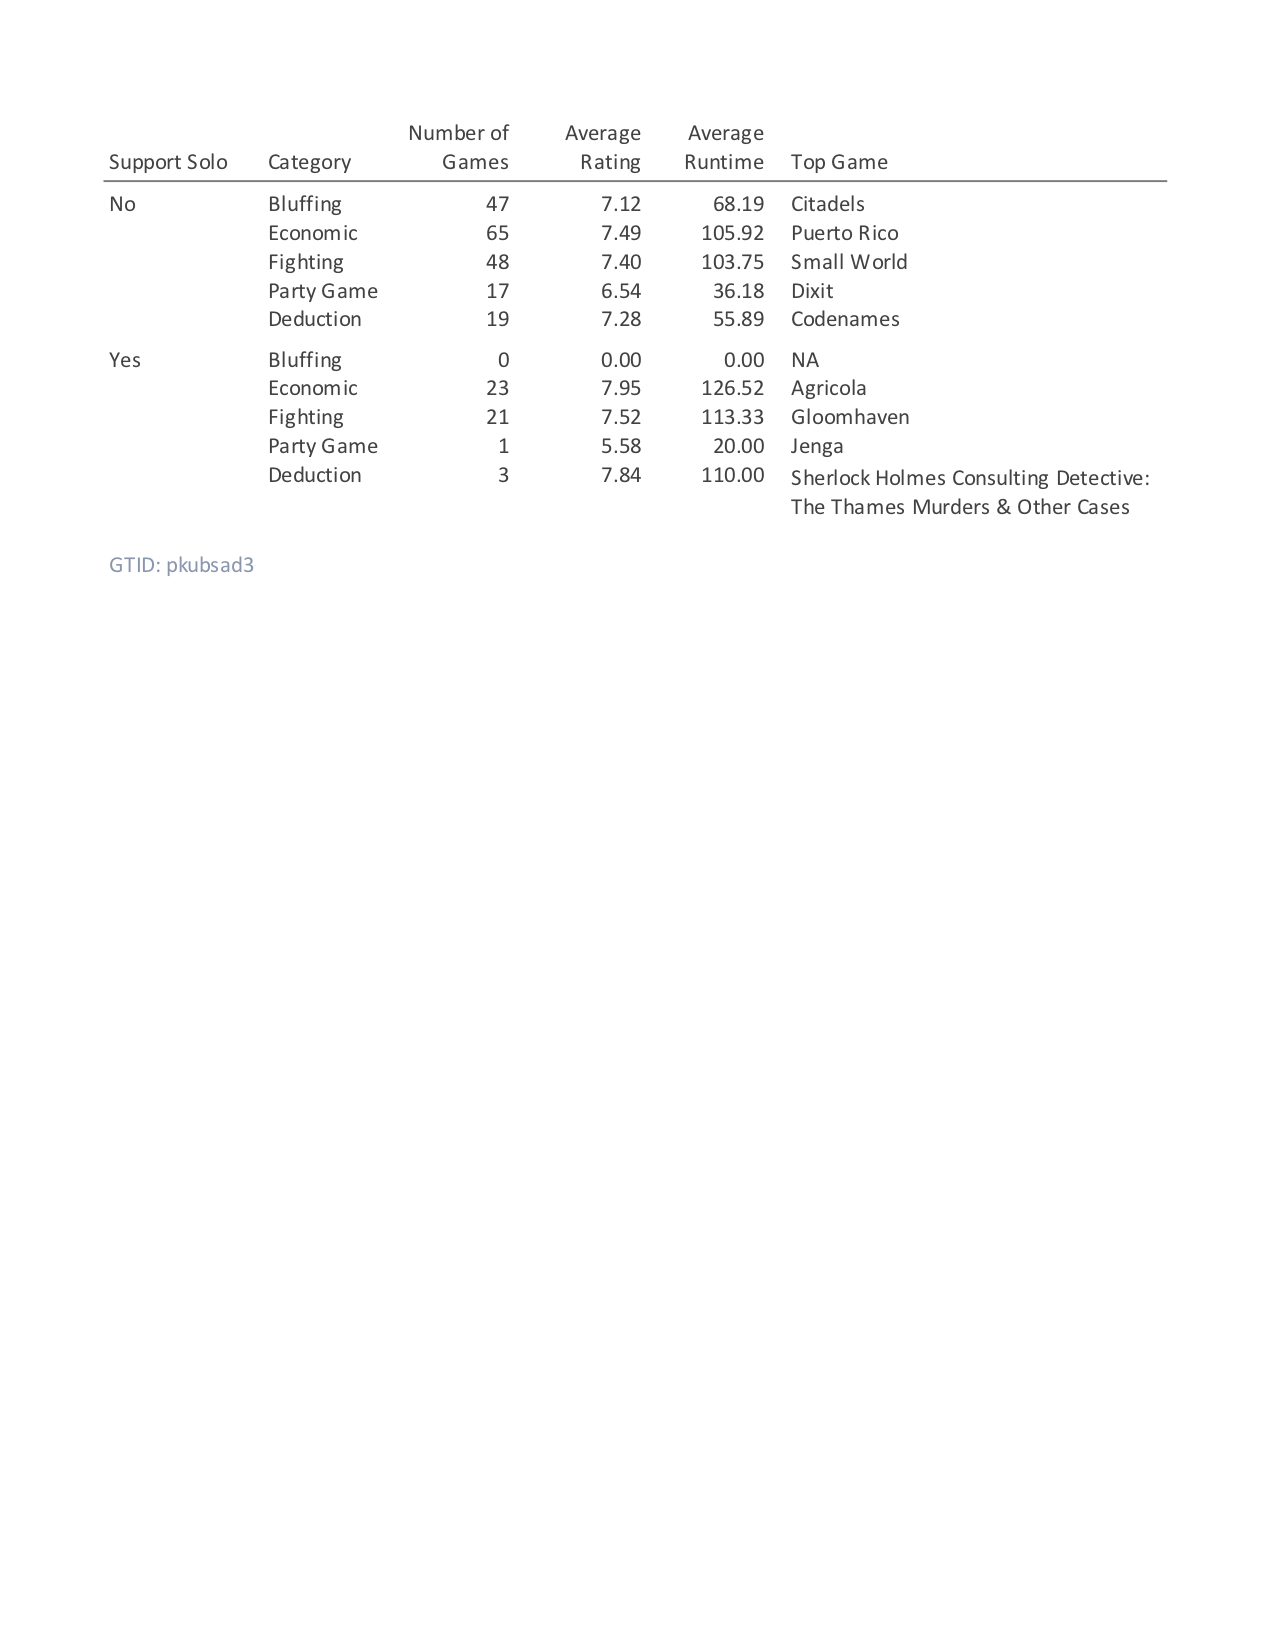 Number of Average Average
Support Solo Category Games Rating Runtime Top Game
No Bluffing 47 7.12 68.19 Citadels
Economic 65 7.49 105.92 Puerto Rico
Fighting 48 7.40 103.75 Small World
Party Game 17 6.54 36.18 Dixit
Deduction 19 7.28 55.89 Codenames
Yes Bluffing 0 0.00 0.00 NA
Economic 23 7.95 126.52 Agricola
Fighting 21 7.52 113.33 Gloomhaven
Party Game 1 5.58 20.00 Jenga
Deduction 3 7.84 110.00 Sherlock Holmes Consulting Detective:
The Thames Murders & Other Cases
GTID: pkubsad3